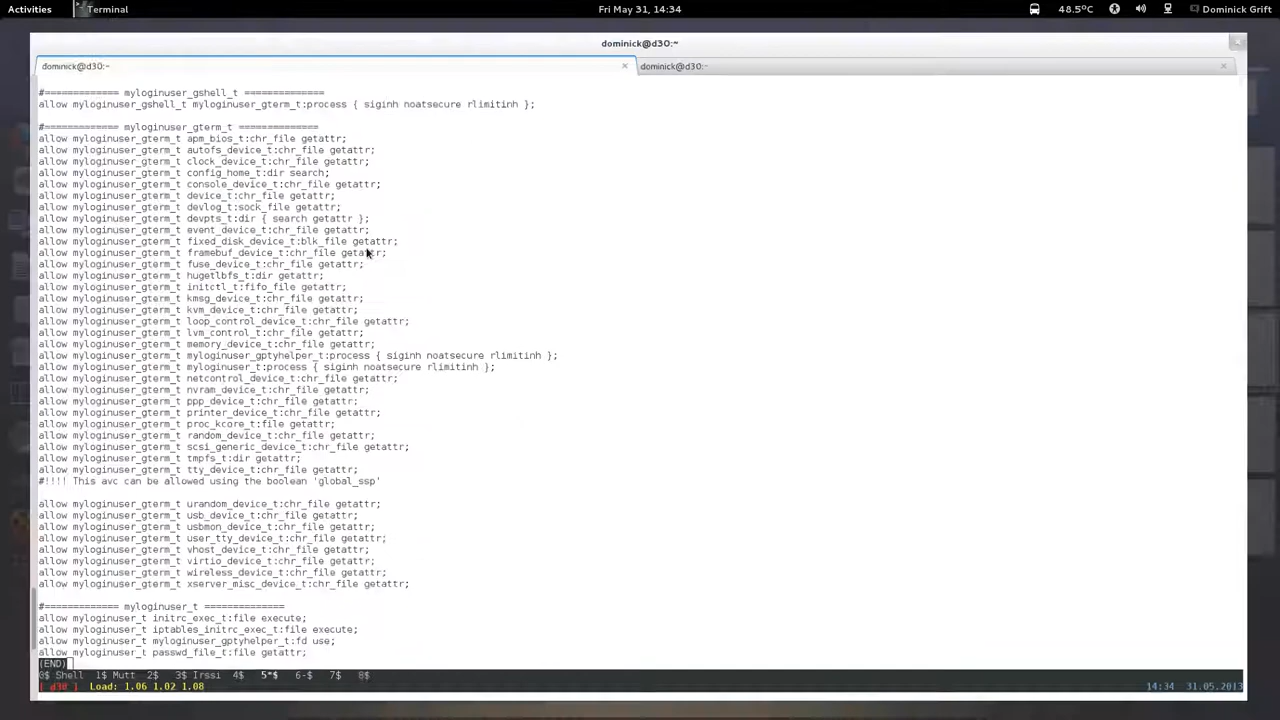 Activities
Terminal
Fri May 31, 14:34
48.5°C
Dominick Grift
dominick@d30:~
dominick@d30:~
dominick@d30:~
#============= myloginuser_gshell_t ==============
allow myloginuser_gshell_t myloginuser_gterm_t:process { siginh noatsecure rlimitinh };
#============= myloginuser_gterm_t ==============
allow myloginuser_gterm_t apm_bios_t:chr_file getattr;
allow myloginuser_gterm_t autofs_device_t:chr_file getattr;
allow myloginuser_gterm_t clock_device_t:chr_file getattr;
allow myloginuser_gterm_t config_home_t:dir search;
allow myloginuser_gterm_t console_device_t:chr_file getattr;
allow myloginuser_gterm_t device_t:chr_file getattr;
allow myloginuser_gterm_t devlog_t:sock_file getattr;
allow myloginuser_gterm_t devpts_t:dir { search getattr };
allow myloginuser_gterm_t event_device_t:chr_file getattr;
allow myloginuser_gterm_t fixed_disk_device_t:blk_file getattr;
allow myloginuser_gterm_t framebuf_device_t:chr_file getattr;
allow myloginuser_gterm_t fuse_device_t:chr_file getattr;
allow myloginuser_gterm_t hugetlbfs_t:dir getattr;
allow myloginuser_gterm_t initctl_t:fifo_file getattr;
allow myloginuser_gterm_t kmsg_device_t:chr_file getattr;
allow myloginuser_gterm_t kvm_device_t:chr_file getattr;
allow myloginuser_gterm_t loop_control_device_t:chr_file getattr;
allow myloginuser_gterm_t lvm_control_t:chr_file getattr;
allow myloginuser_gterm_t memory_device_t:chr_file getattr;
allow myloginuser_gterm_t myloginuser_gptyhelper_t:process { siginh noatsecure rlimitinh };
allow myloginuser_gterm_t myloginuser_t:process { siginh noatsecure rlimitinh };
allow myloginuser_gterm_t netcontrol_device_t:chr_file getattr;
allow myloginuser_gterm_t nvram_device_t:chr_file getattr;
allow myloginuser_gterm_t ppp_device_t:chr_file getattr;
allow myloginuser_gterm_t printer_device_t:chr_file getattr;
allow myloginuser_gterm_t proc_kcore_t:file getattr;
allow myloginuser_gterm_t random_device_t:chr_file getattr;
allow myloginuser_gterm_t scsi_generic_device_t:chr_file getattr;
allow myloginuser_gterm_t tmpfs_t:dir getattr;
allow myloginuser_gterm_t tty_device_t:chr_file getattr;
#!!!! This avc can be allowed using the boolean 'global_ssp'
allow myloginuser_gterm_t urandom_device_t:chr_file getattr;
allow myloginuser_gterm_t usb_device_t:chr_file getattr;
allow myloginuser_gterm_t usbmon_device_t:chr_file getattr;
allow myloginuser_gterm_t user_tty_device_t:chr_file getattr;
allow myloginuser_gterm_t vhost_device_t:chr_file getattr;
allow myloginuser_gterm_t virtio_device_t:chr_file getattr;
allow myloginuser_gterm_t wireless_device_t:chr_file getattr;
allow myloginuser_gterm_t xserver_misc_device_t:chr_file getattr;
#============= myloginuser_t ==============
allow myloginuser_t initrc_exec_t:file execute;
allow myloginuser_t iptables_initrc_exec_t:file execute;
allow myloginuser_t myloginuser_gptyhelper_t:fd use;
allow myloginuser_t passwd_file_t:file getattr;
(END)
0$ Shell 1$ Mutt 2$ 3$ Irssi 4$ 5*$ 6-$ 7$ 8$
[ d30 ] Load: 1.06 1.02 1.08 14:34 31.05.2013